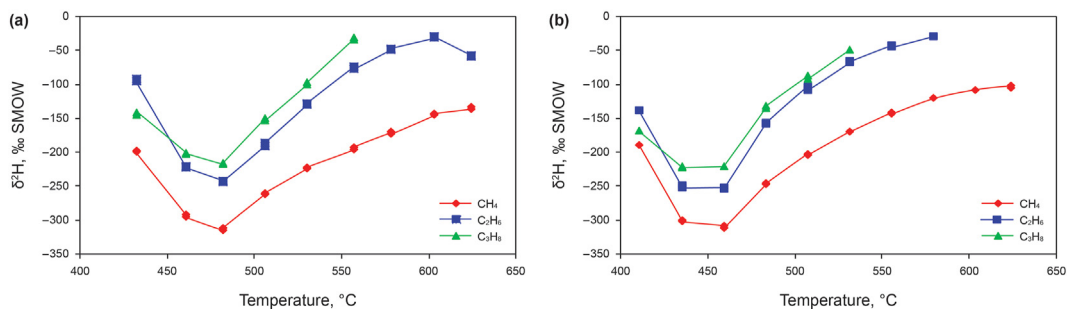 (a)
δ²H, ‰ SMOW
0
−50
−100
−150
−200
−250
−300
−350
400
450
500
550
600
650
Temperature, °C
CH₄
C₂H₆
C₃H₈
(b)
δ²H, ‰ SMOW
0
−50
−100
−150
−200
−250
−300
−350
400
450
500
550
600
650
Temperature, °C
CH₄
C₂H₆
C₃H₈